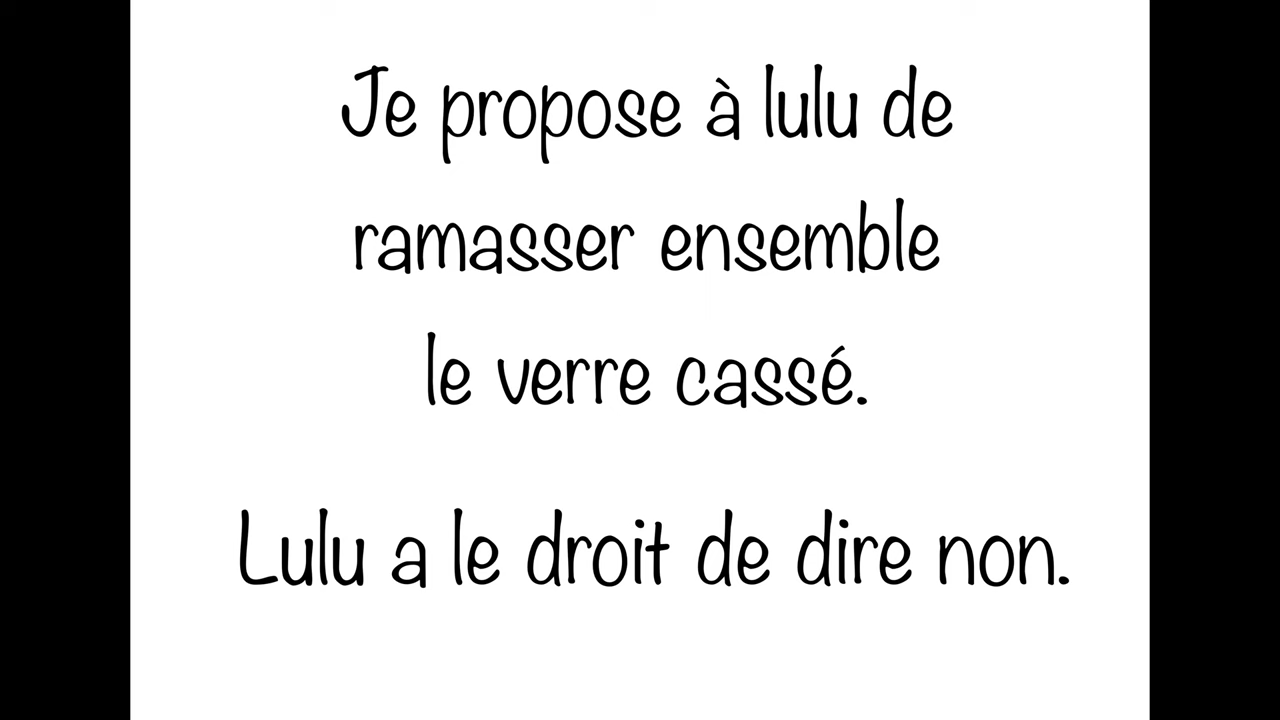 Je propose à lulu de
ramasser ensemble
le verre cassé.
Lulu a le droit de dire non.